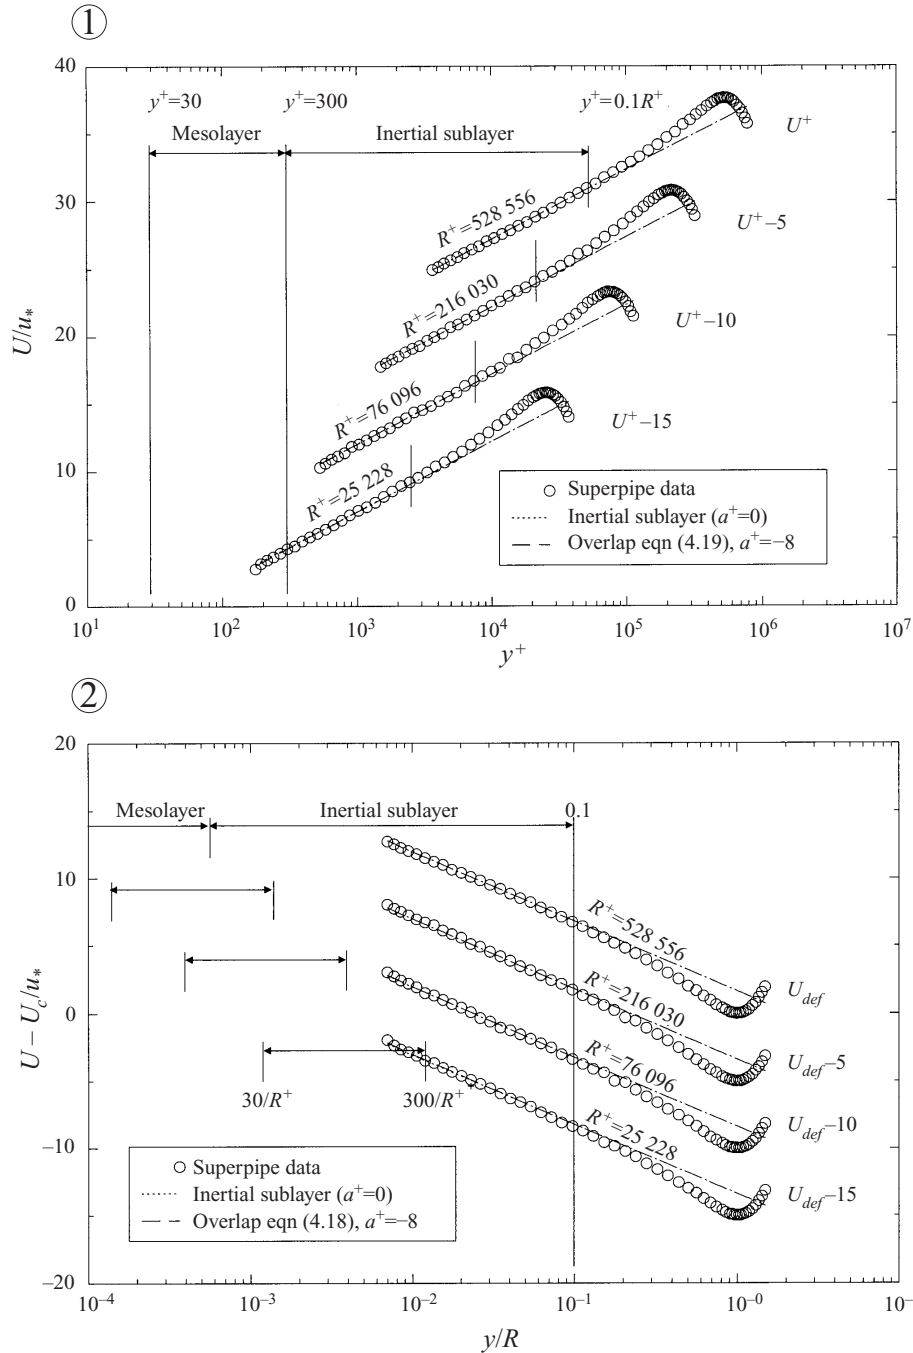 ①
40
30
20
10
0
U/u*
y⁺=30
y⁺=300
y⁺=0.1R⁺
Mesolayer
Inertial sublayer
U⁺
R⁺=528 556
U⁺–5
R⁺=216 030
U⁺–10
R⁺=76 096
U⁺–15
R⁺=25 228
Superpipe data
Inertial sublayer (a⁺=0)
Overlap eqn (4.19), a⁺=–8
10¹ 10² 10³ 10⁴ 10⁵ 10⁶ 10⁷
y⁺
②
20
10
0
–10
–20
U – U_c/u*
Mesolayer
Inertial sublayer
0.1
R⁺=528 556
U_def
R⁺=216 030
U_def–5
R⁺=76 096
30/R⁺
300/R⁺
U_def–10
R⁺=25 228
U_def–15
Superpipe data
Inertial sublayer (a⁺=0)
Overlap eqn (4.18), a⁺=–8
10⁻⁴ 10⁻³ 10⁻² 10⁻¹ 10⁻⁰ 10⁻
y/R